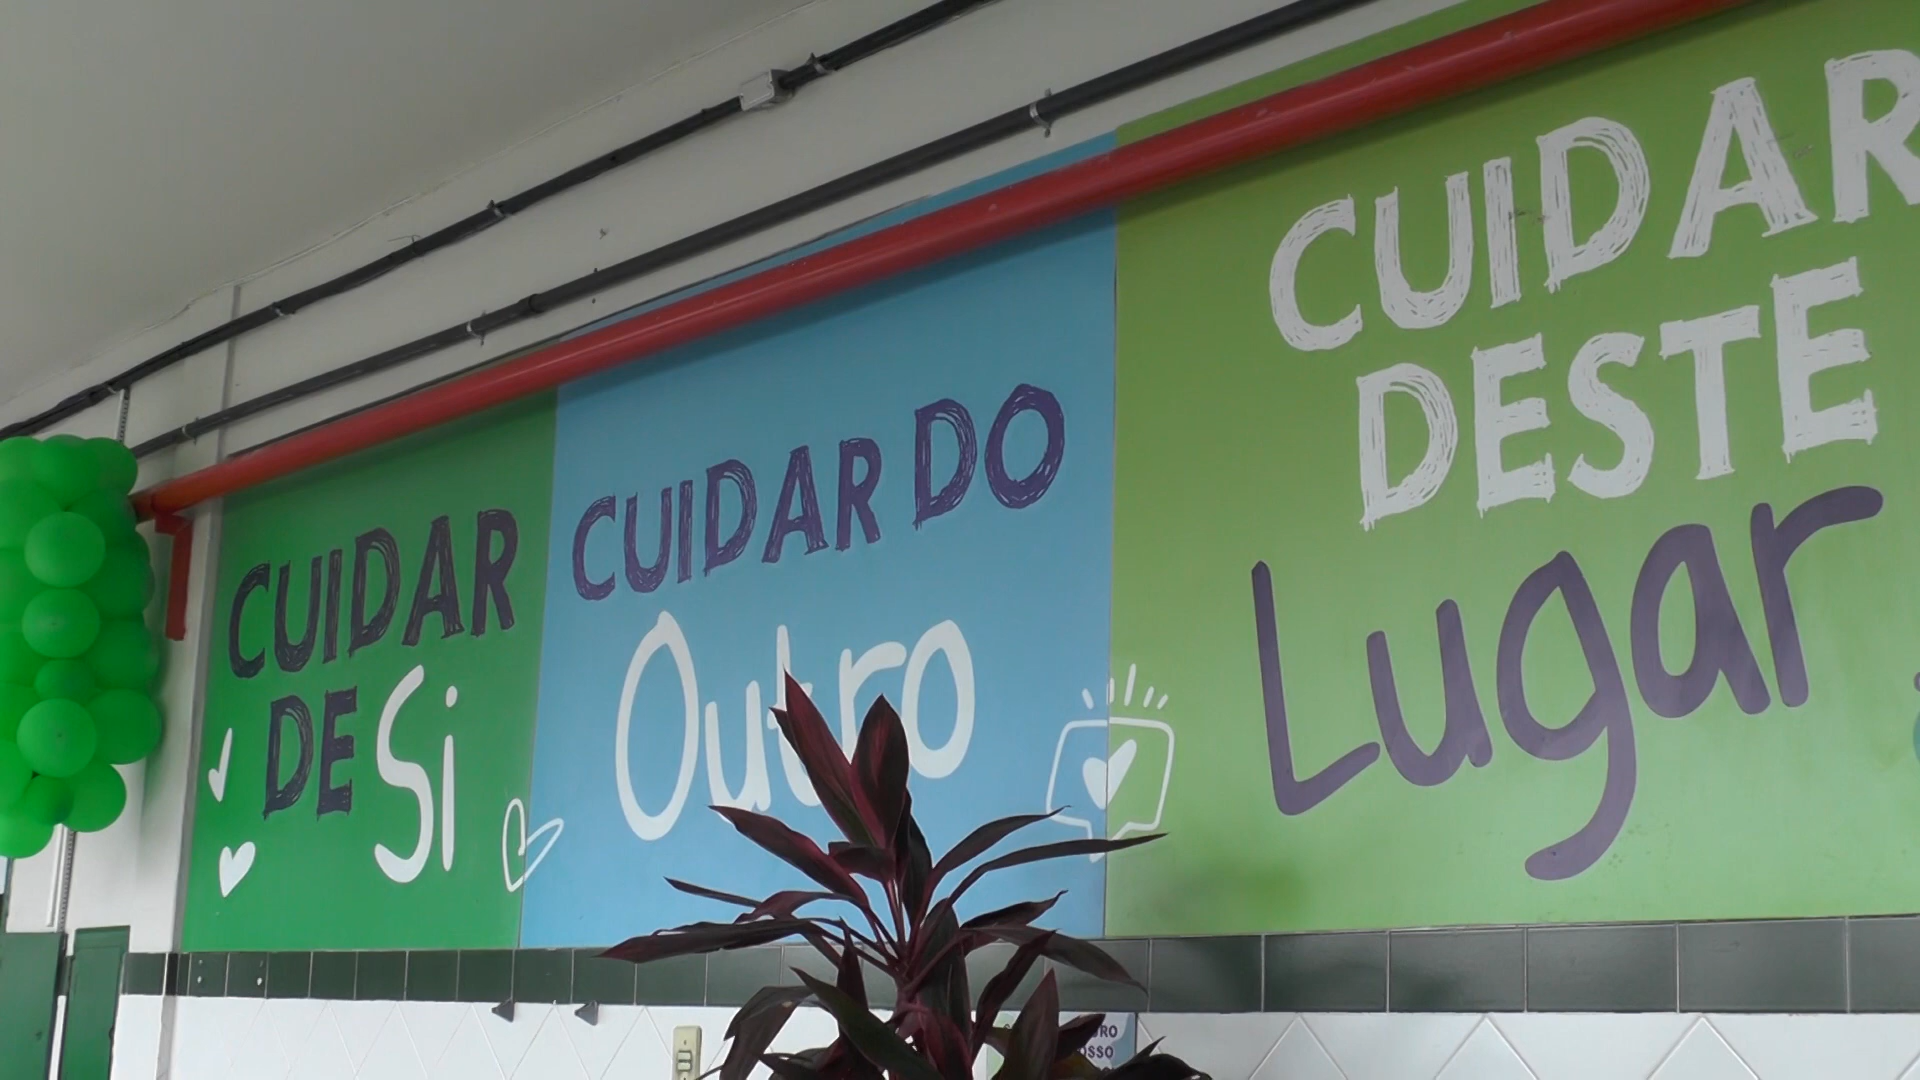 CUIDAR
DE Si
CUIDAR DO
Outro
CUIDAR
DESTE
Lugar